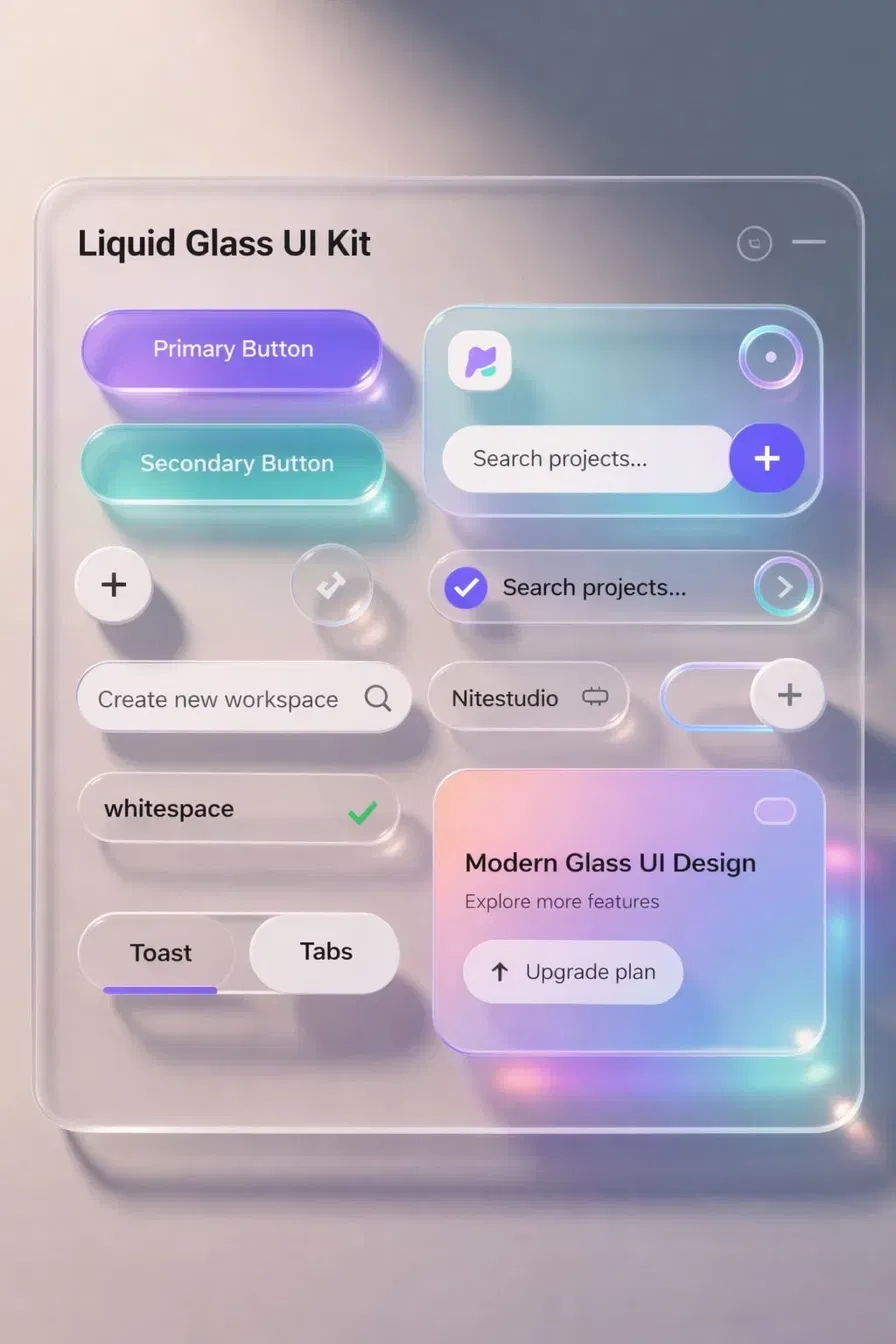 Liquid Glass UI Kit
Primary Button
Secondary Button
Search projects...
Search projects...
Create new workspace
Nitestudio
whitespace
Modern Glass UI Design
Explore more features
Upgrade plan
Toast
Tabs